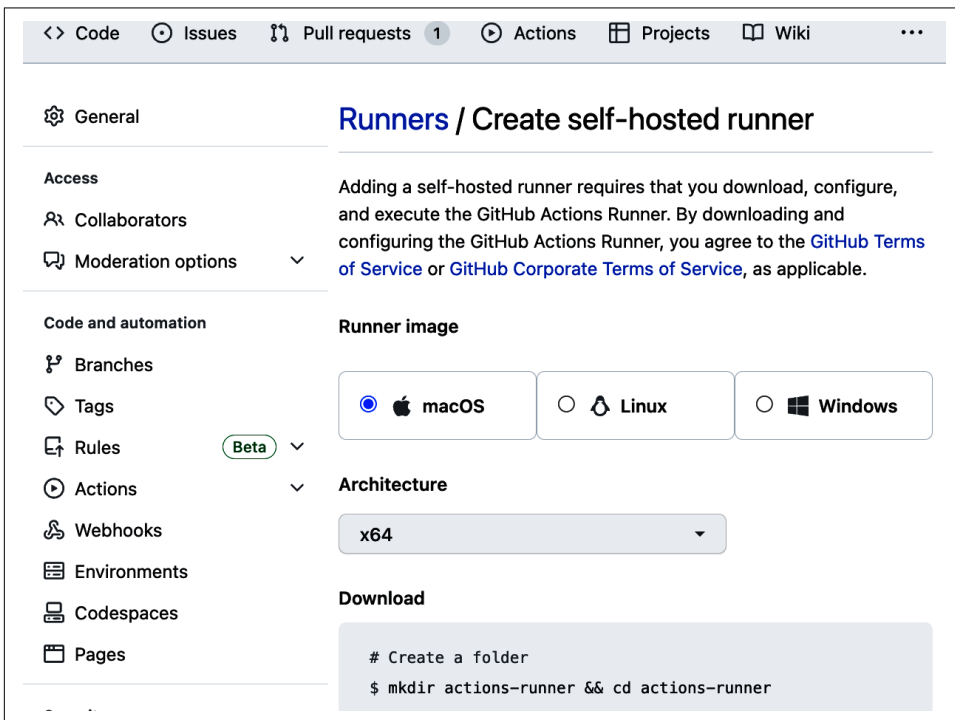 Code Issues Pull requests 1 Actions Projects Wiki ...
General
Access
Collaborators
Moderation options
Code and automation
Branches
Tags
Rules Beta
Actions
Webhooks
Environments
Codespaces
Pages
Runners / Create self-hosted runner
Adding a self-hosted runner requires that you download, configure,
and execute the GitHub Actions Runner. By downloading and
configuring the GitHub Actions Runner, you agree to the GitHub Terms
of Service or GitHub Corporate Terms of Service, as applicable.
Runner image
macOS Linux Windows
Architecture
x64
Download
# Create a folder
$ mkdir actions-runner && cd actions-runner